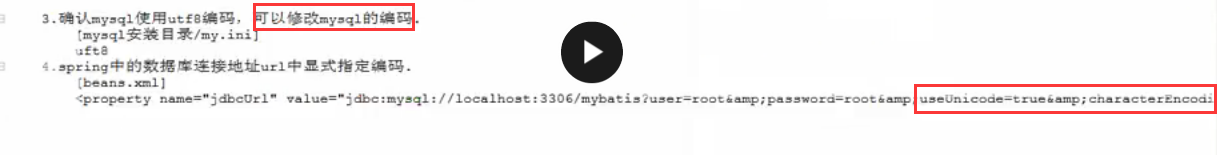 3.确认mysql使用utf8编码, 可以修改mysql的编码.
[mysql安装目录/my.ini]
uft8
4.spring中的数据库连接地址url中显式指定编码.
[beans.xml]
<property name="jdbcUrl" value="jdbc:mysql://localhost:3306/mybatis?user=root&amp;password=root&amp;useUnicode=true&amp;characterEncodi